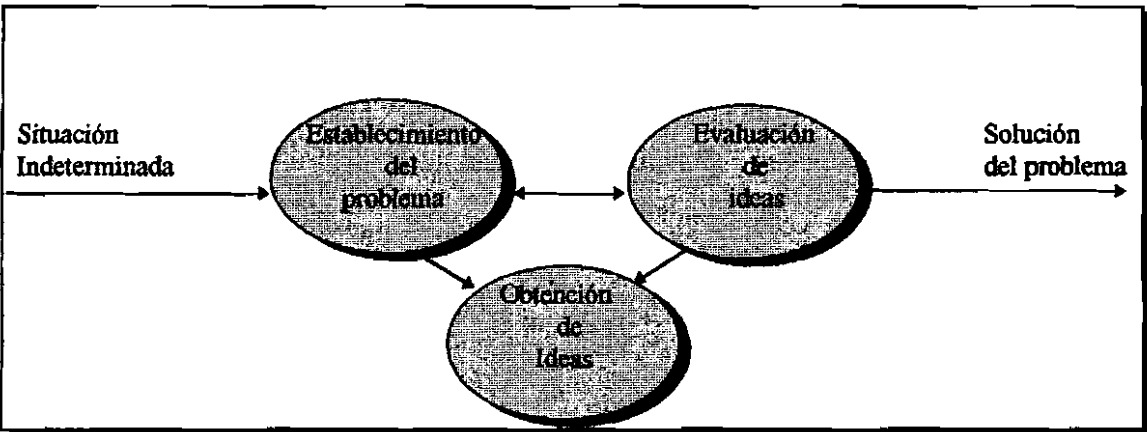 Situación
Indeterminada
Establecimiento
del
problema
Evaluación
de
ideas
Solución
del problema
Obtención
de
Ideas